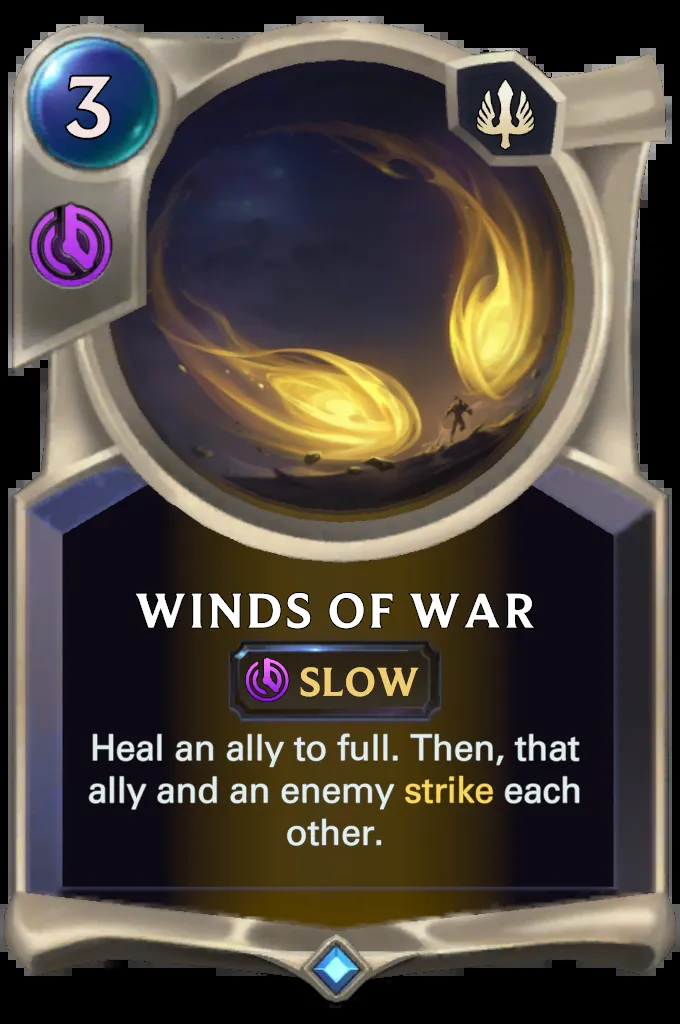 3
WINDS OF WAR
SLOW
Heal an ally to full. Then, that
ally and an enemy strike each
other.